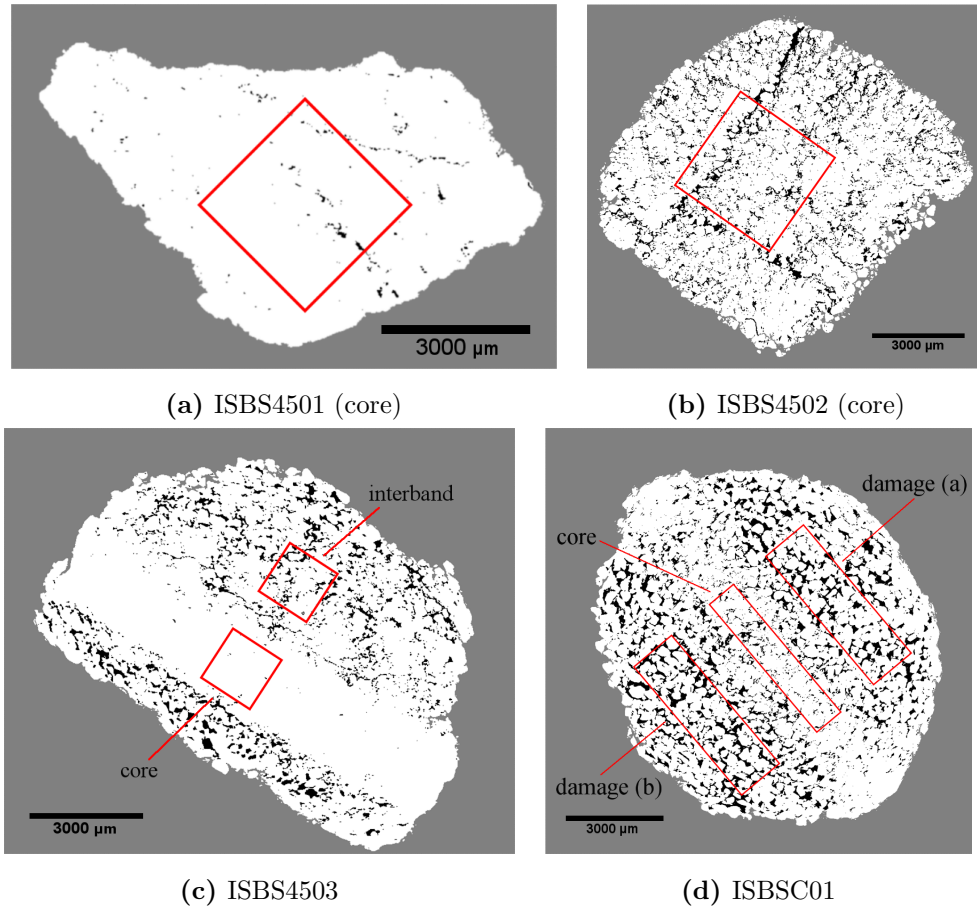 3000 µm
3000 µm
(a) ISBS4501 (core)
(b) ISBS4502 (core)
interband
core
3000 µm
damage (a)
core
damage (b)
3000 µm
(c) ISBS4503
(d) ISBSC01